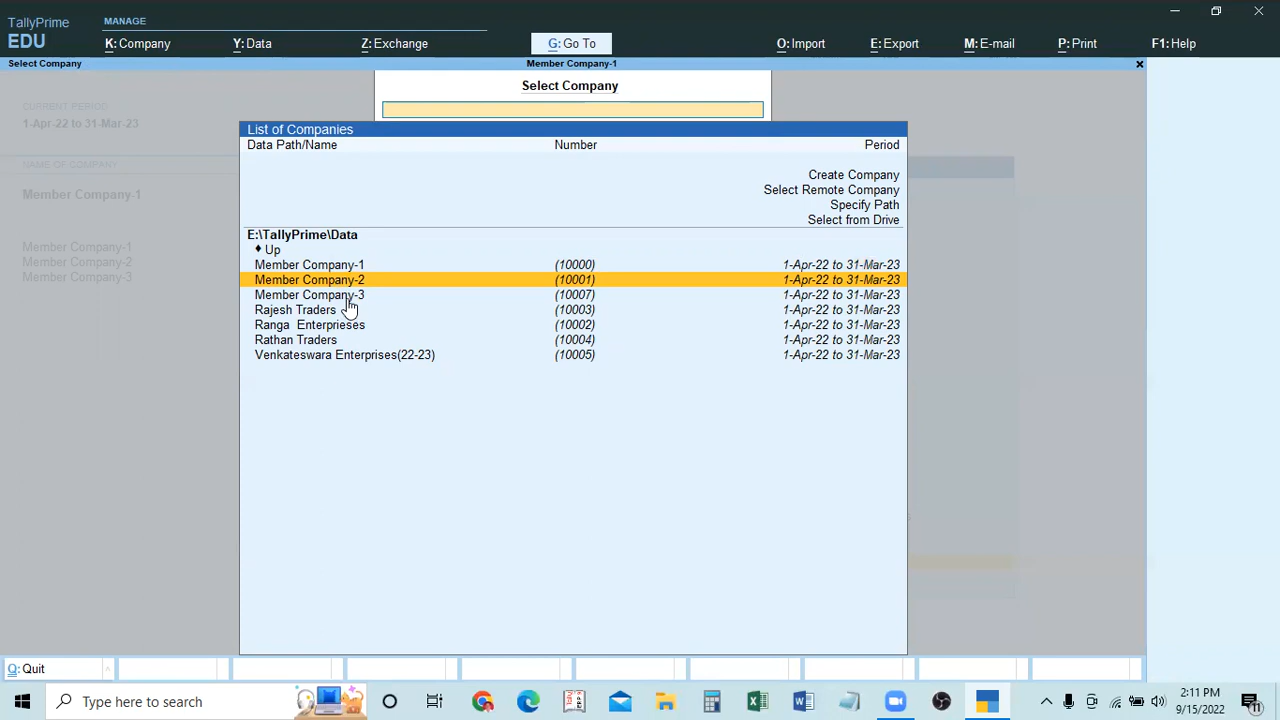 TallyPrime
EDU
MANAGE
K:Company
Y:Data
Z:Exchange
G: Go To
O: Import
E: Export
M: E-mail
P: Print
F1: Help
Select Company
Member Company-1
×
CURRENT PERIOD
1-Apr-22 to 31-Mar-23
NAME OF COMPANY
Member Company-1
Member Company-1
Member Company-2
Member Company-3
Select Company
List of Companies
Data Path/Name Number Period
Create Company
Select Remote Company
Specify Path
Select from Drive
E:\TallyPrime\Data
♦ Up
Member Company-1 (10000) 1-Apr-22 to 31-Mar-23
Member Company-2 (10001) 1-Apr-22 to 31-Mar-23
Member Company-3 (10007) 1-Apr-22 to 31-Mar-23
Rajesh Traders (10003) 1-Apr-22 to 31-Mar-23
Ranga  Enterprieses (10002) 1-Apr-22 to 31-Mar-23
Rathan Traders (10004) 1-Apr-22 to 31-Mar-23
Venkateswara Enterprises(22-23) (10005) 1-Apr-22 to 31-Mar-23
Q: Quit
Type here to search
2:11 PM
9/15/2022